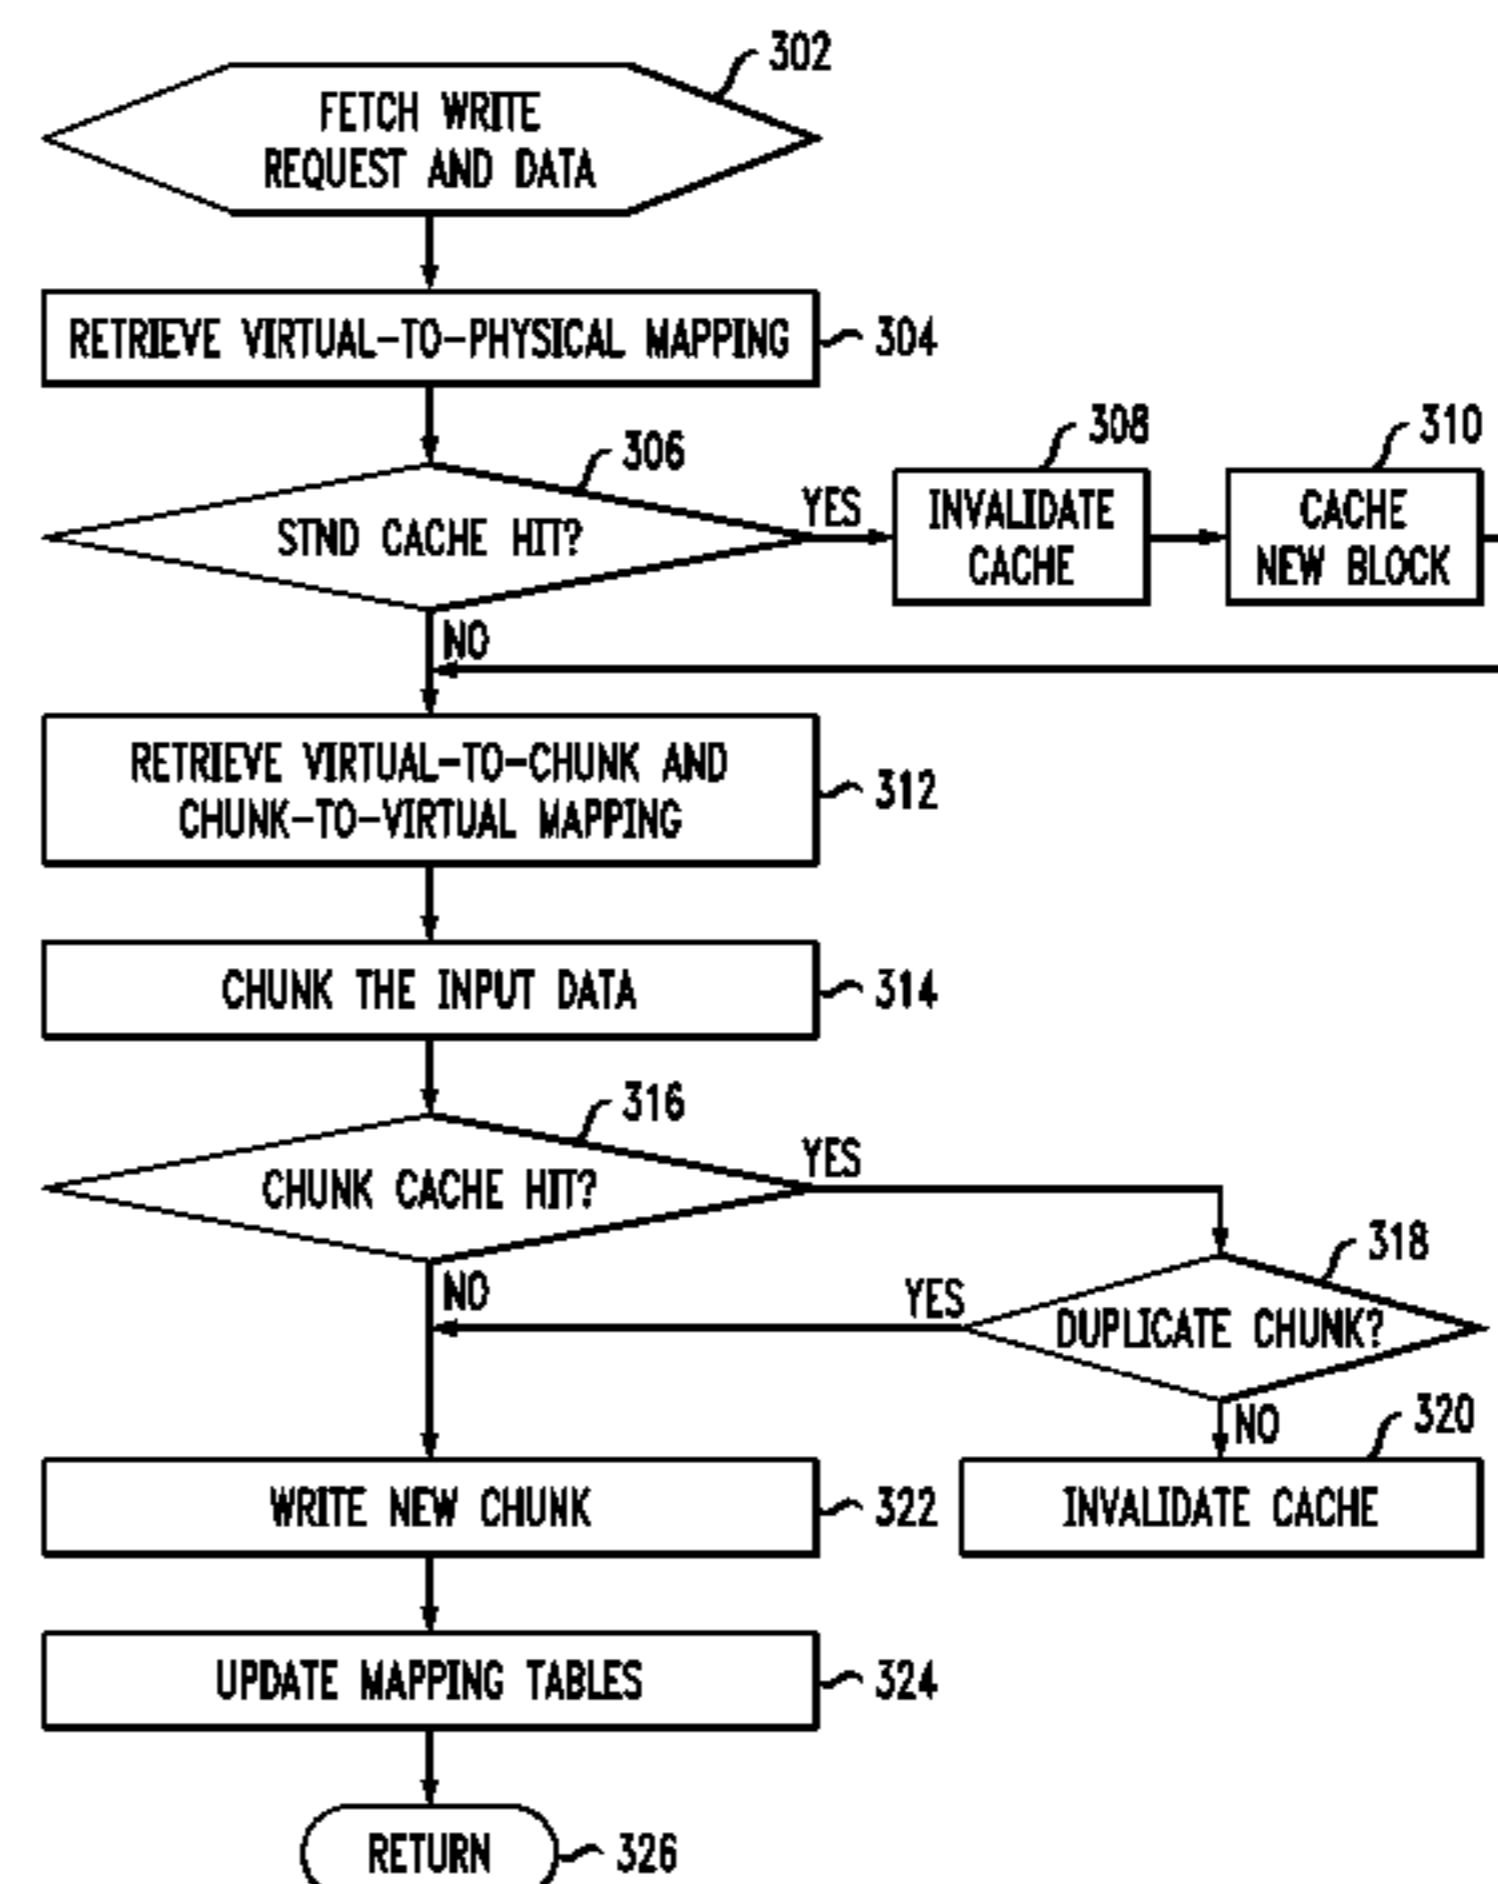 302
FETCH WRITE
REQUEST AND DATA
RETRIEVE VIRTUAL-TO-PHYSICAL MAPPING
304
306
STND CACHE HIT?
YES
308
INVALIDATE
CACHE
310
CACHE
NEW BLOCK
NO
RETRIEVE VIRTUAL-TO-CHUNK AND
CHUNK-TO-VIRTUAL MAPPING
312
CHUNK THE INPUT DATA
314
316
CHUNK CACHE HIT?
YES
NO
318
YES
DUPLICATE CHUNK?
NO
320
WRITE NEW CHUNK
322
INVALIDATE CACHE
UPDATE MAPPING TABLES
324
RETURN
326